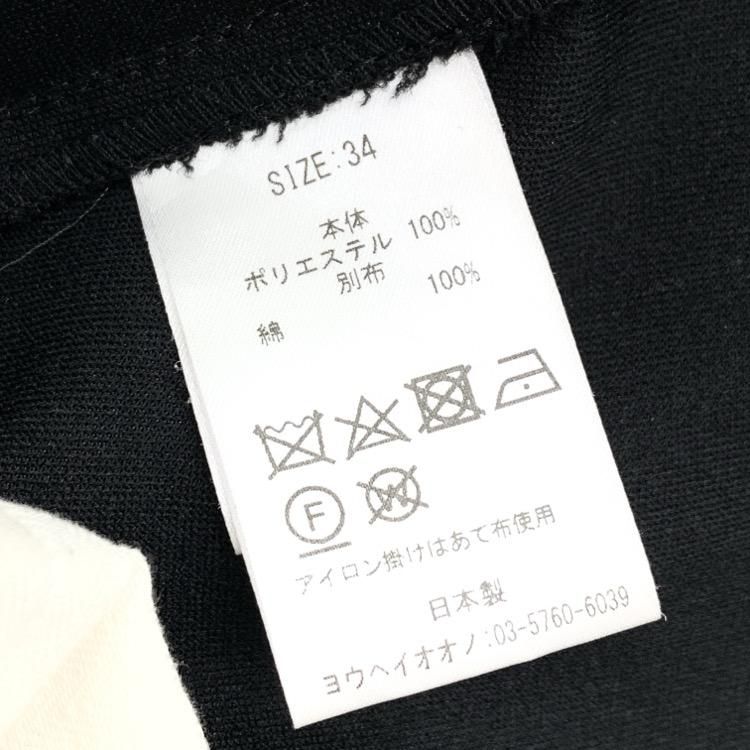 SIZE:34
本体
ポリエステル 100%
別布
綿 100%
F
W
アイロン掛けはあて布使用
日本製
ヨウヘイオオノ:03-5760-6039